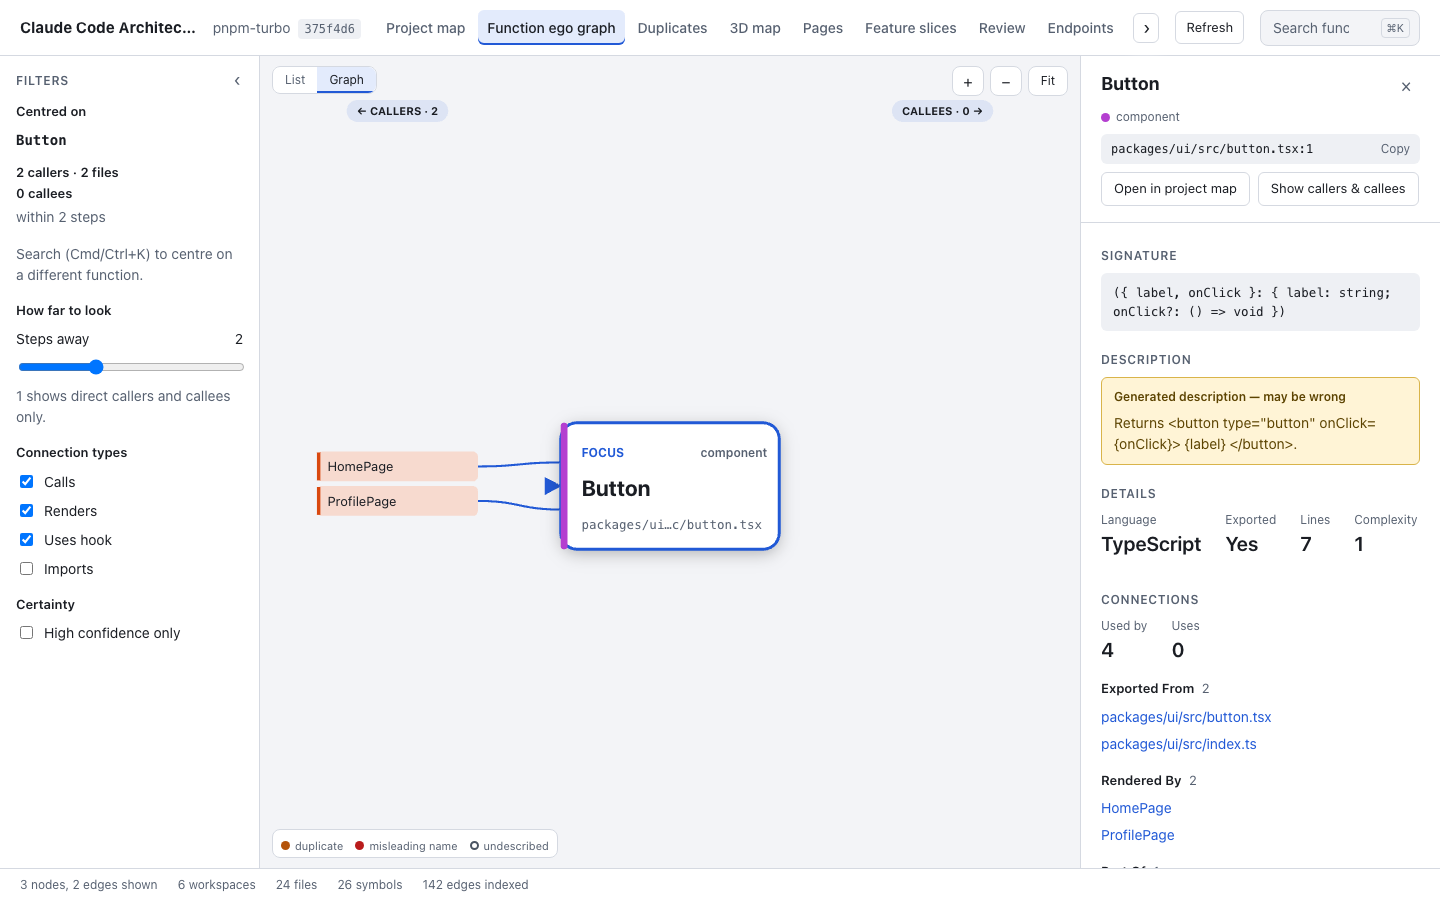 Claude Code Architec...
pnpm-turbo
375f4d6
Project map
Function ego graph
Duplicates
3D map
Pages
Feature slices
Review
Endpoints
›
Refresh
Search func
⌘K
FILTERS
‹
Centred on
Button
2 callers · 2 files
0 callees
within 2 steps
Search (Cmd/Ctrl+K) to centre on
a different function.
How far to look
Steps away 2
1 shows direct callers and callees
only.
Connection types
Calls
Renders
Uses hook
Imports
Certainty
High confidence only
List
Graph
+
−
Fit
← CALLERS · 2
CALLEES · 0 →
HomePage
ProfilePage
FOCUS component
Button
packages/ui…c/button.tsx
duplicate
misleading name
undescribed
Button
×
component
packages/ui/src/button.tsx:1
Copy
Open in project map
Show callers & callees
SIGNATURE
({ label, onClick }: { label: string;
onClick?: () => void })
DESCRIPTION
Generated description — may be wrong
Returns <button type="button" onClick=
{onClick}> {label} </button>.
DETAILS
Language Exported Lines Complexity
TypeScript Yes 7 1
CONNECTIONS
Used by Uses
4 0
Exported From 2
packages/ui/src/button.tsx
packages/ui/src/index.ts
Rendered By 2
HomePage
ProfilePage
3 nodes, 2 edges shown
6 workspaces
24 files
26 symbols
142 edges indexed